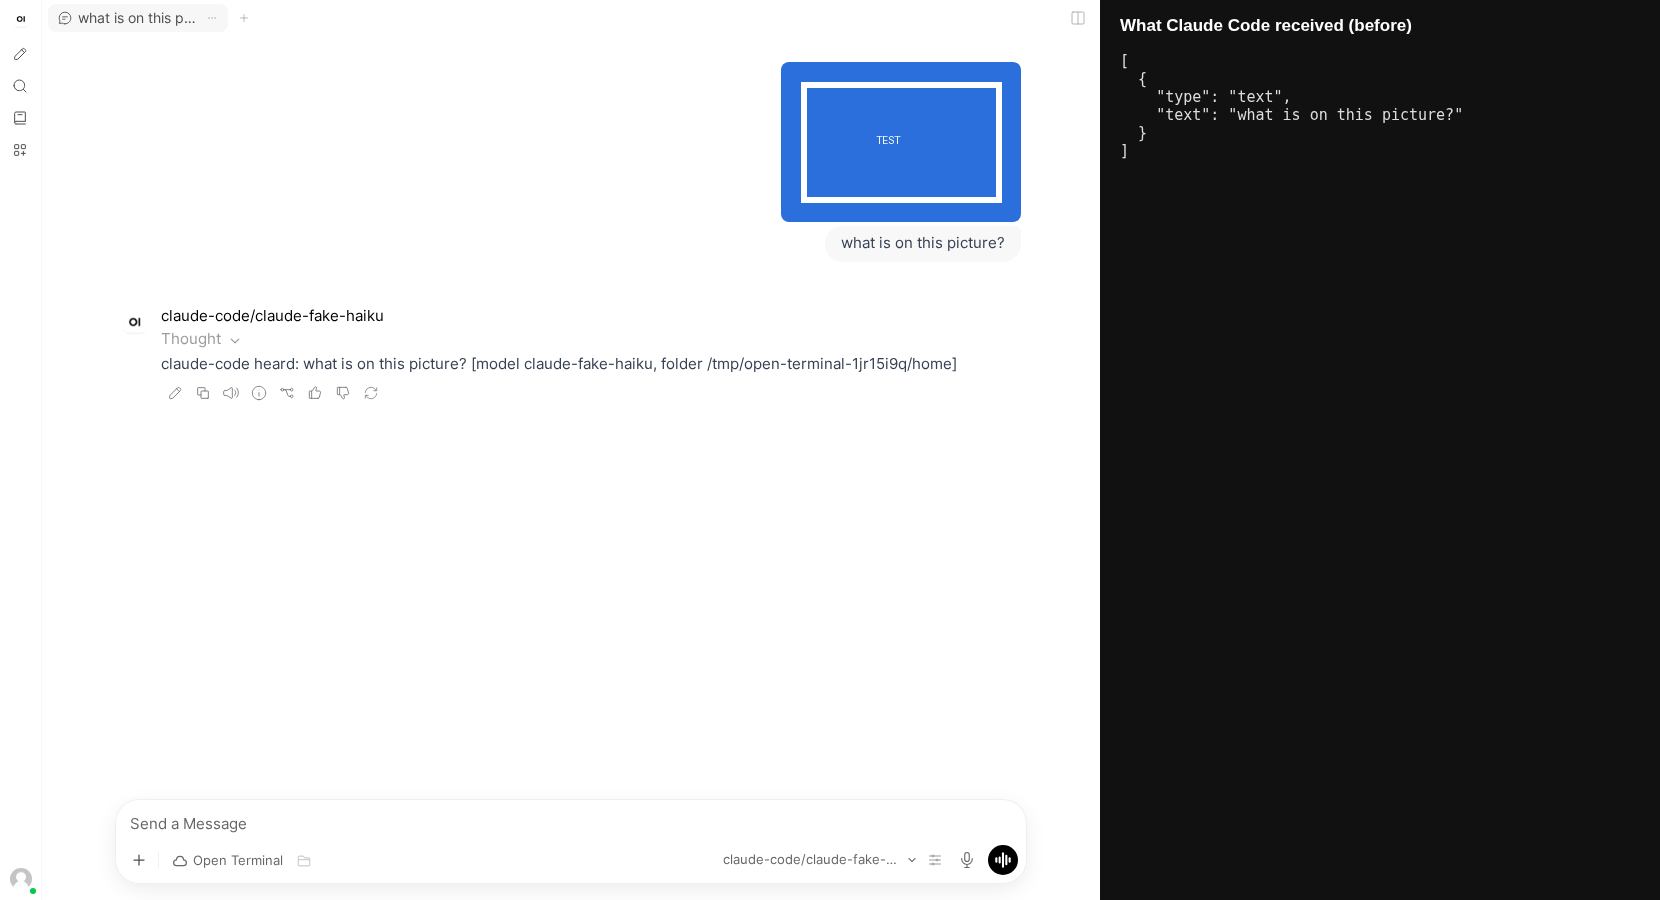 OI
what is on this p...
TEST
what is on this picture?
OI
claude-code/claude-fake-haiku
Thought
claude-code heard: what is on this picture? [model claude-fake-haiku, folder /tmp/open-terminal-1jr15i9q/home]
Send a Message
Open Terminal
claude-code/claude-fake-...
What Claude Code received (before)
[
  {
    "type": "text",
    "text": "what is on this picture?"
  }
]